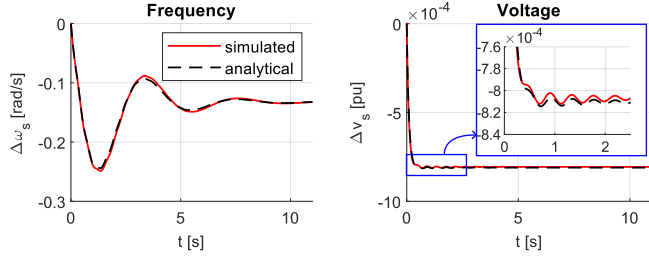 Frequency
0
-0.1
-0.2
-0.3
Δω_s [rad/s]
simulated
analytical
0
5
10
t [s]
Voltage
×10⁻⁴
0
-5
-10
Δv_s [pu]
×10⁻⁴
-7.6
-7.8
-8
-8.2
-8.4
0
1
2
0
5
10
t [s]